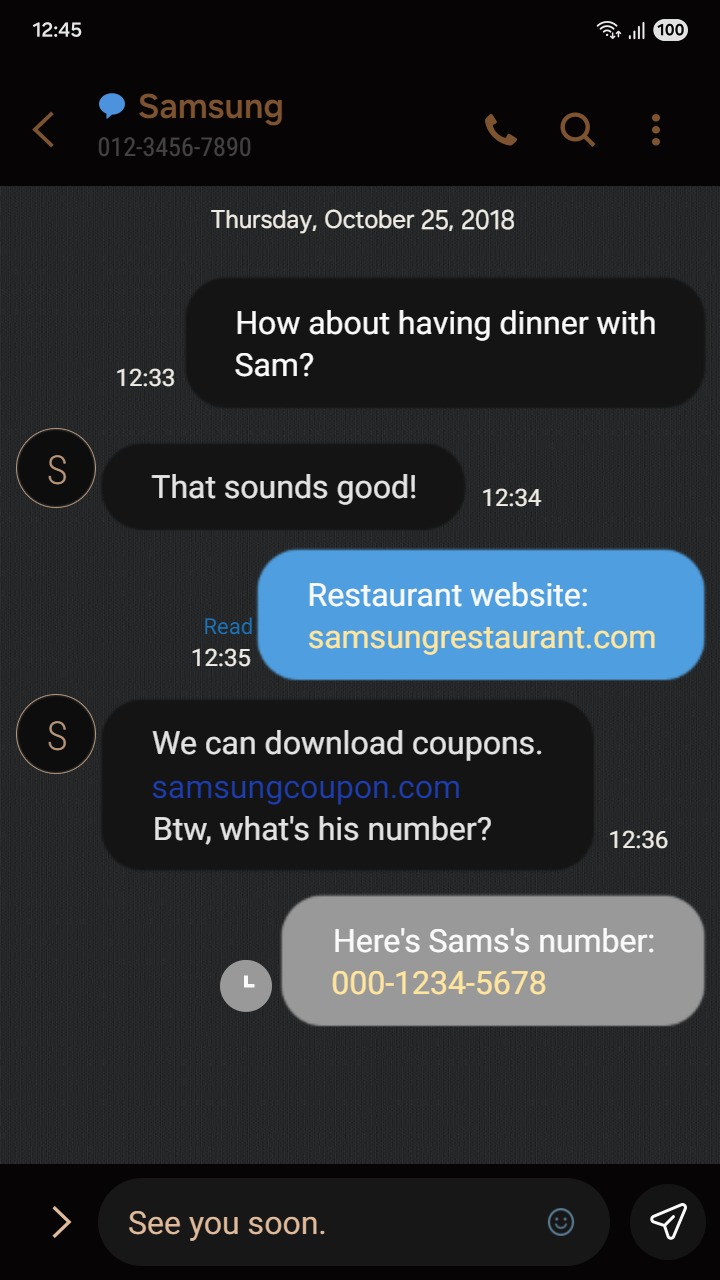 12:45
100
Samsung
012-3456-7890
Thursday, October 25, 2018
How about having dinner with
Sam?
12:33
S
That sounds good!
12:34
Restaurant website:
samsungrestaurant.com
Read
12:35
S
We can download coupons.
samsungcoupon.com
Btw, what's his number?
12:36
Here's Sams's number:
000-1234-5678
See you soon.